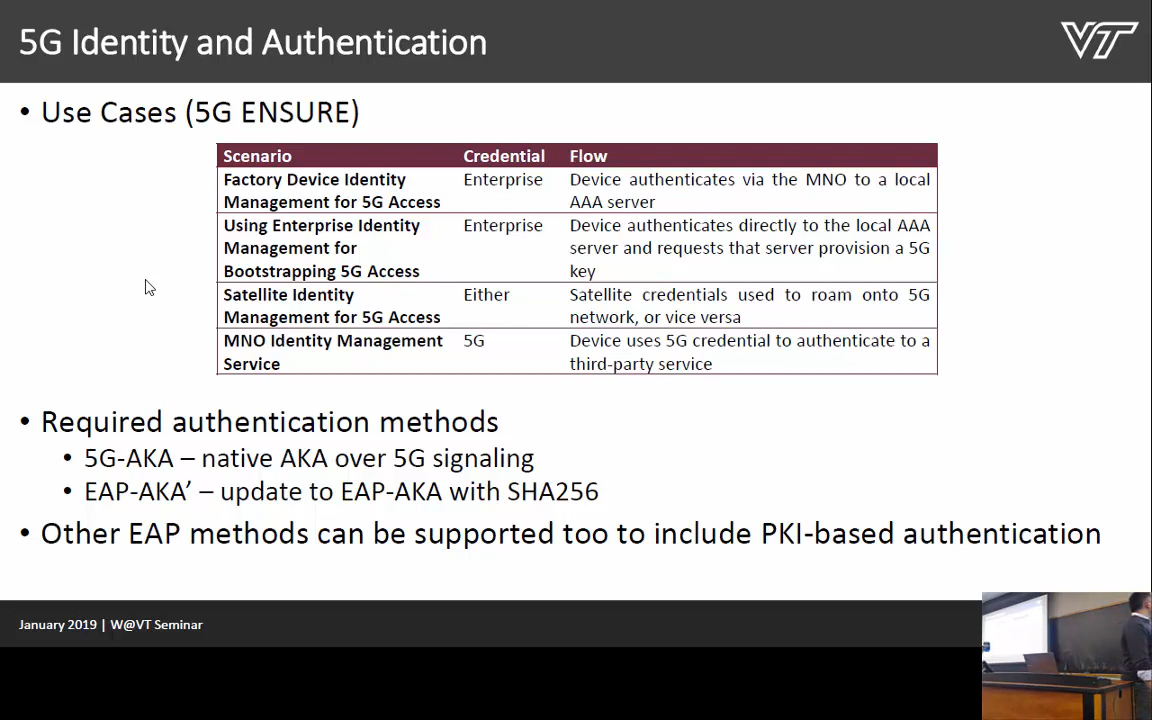 5G Identity and Authentication
VT
• Use Cases (5G ENSURE)
Scenario Credential Flow
Factory Device Identity Enterprise Device authenticates via the MNO to a local
Management for 5G Access AAA server
Using Enterprise Identity Enterprise Device authenticates directly to the local AAA
Management for server and requests that server provision a 5G
Bootstrapping 5G Access key
Satellite Identity Either Satellite credentials used to roam onto 5G
Management for 5G Access network, or vice versa
MNO Identity Management 5G Device uses 5G credential to authenticate to a
Service third-party service
• Required authentication methods
• 5G-AKA – native AKA over 5G signaling
• EAP-AKA’ – update to EAP-AKA with SHA256
• Other EAP methods can be supported too to include PKI-based authentication
January 2019 | W@VT Seminar